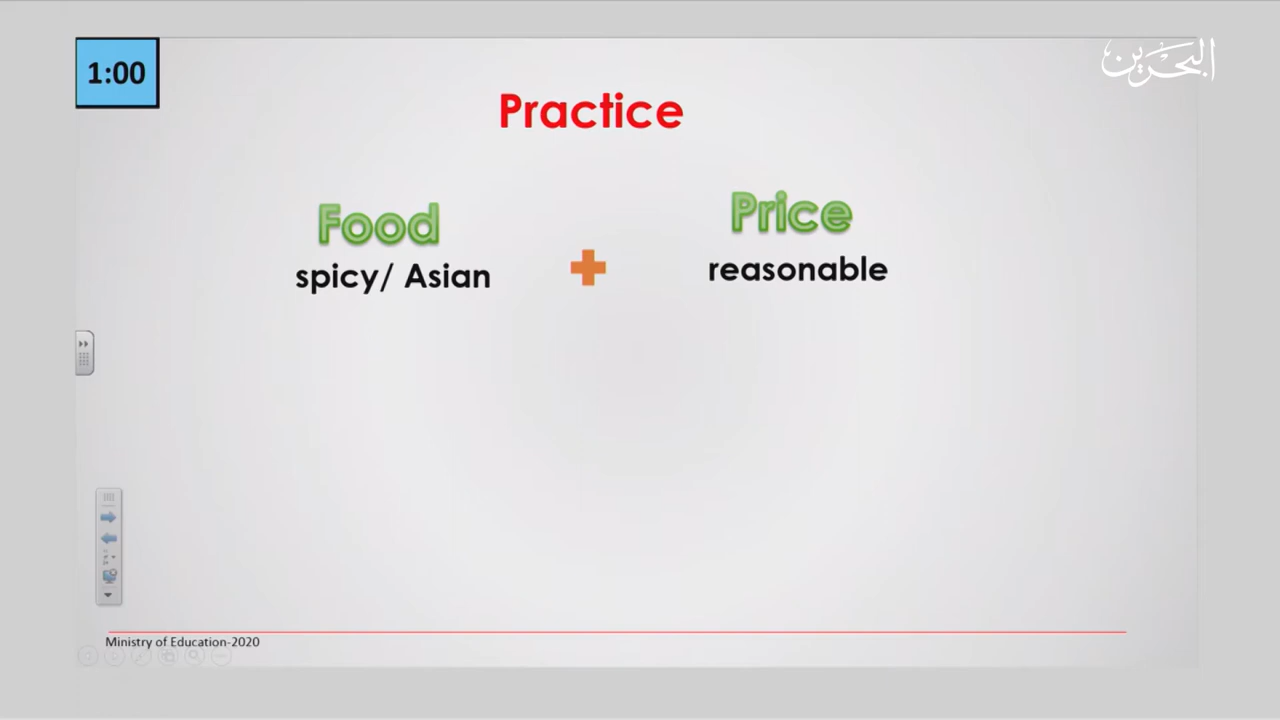 1:00
البحرين
Practice
Food
Price
spicy/ Asian
reasonable
Ministry of Education-2020